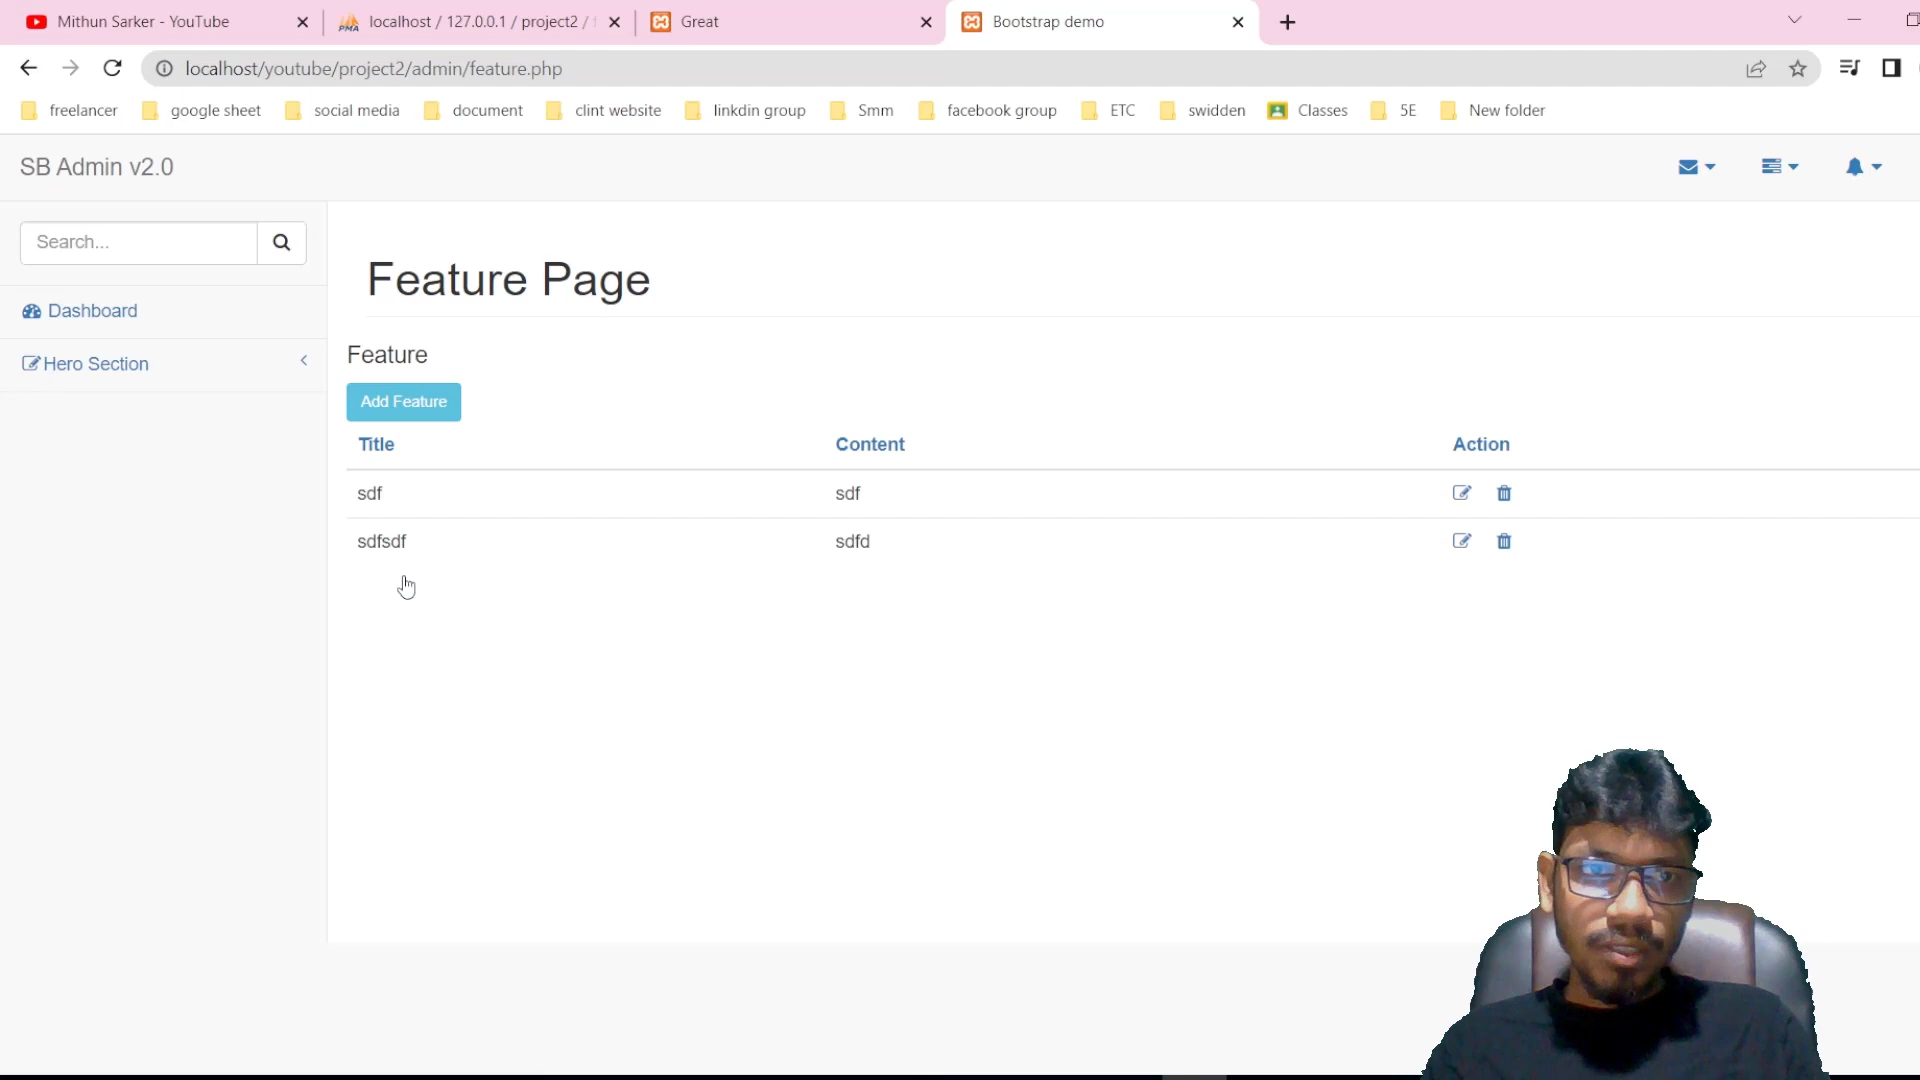 Mithun Sarker - YouTube
localhost / 127.0.0.1 / project2 /
Great
Bootstrap demo
localhost/youtube/project2/admin/feature.php
freelancer google sheet social media document clint website linkdin group Smm facebook group ETC swidden Classes 5E New folder
SB Admin v2.0
Search...
Dashboard
Hero Section
Feature Page
Feature
Add Feature
Title Content Action
sdf sdf
sdfsdf sdfd